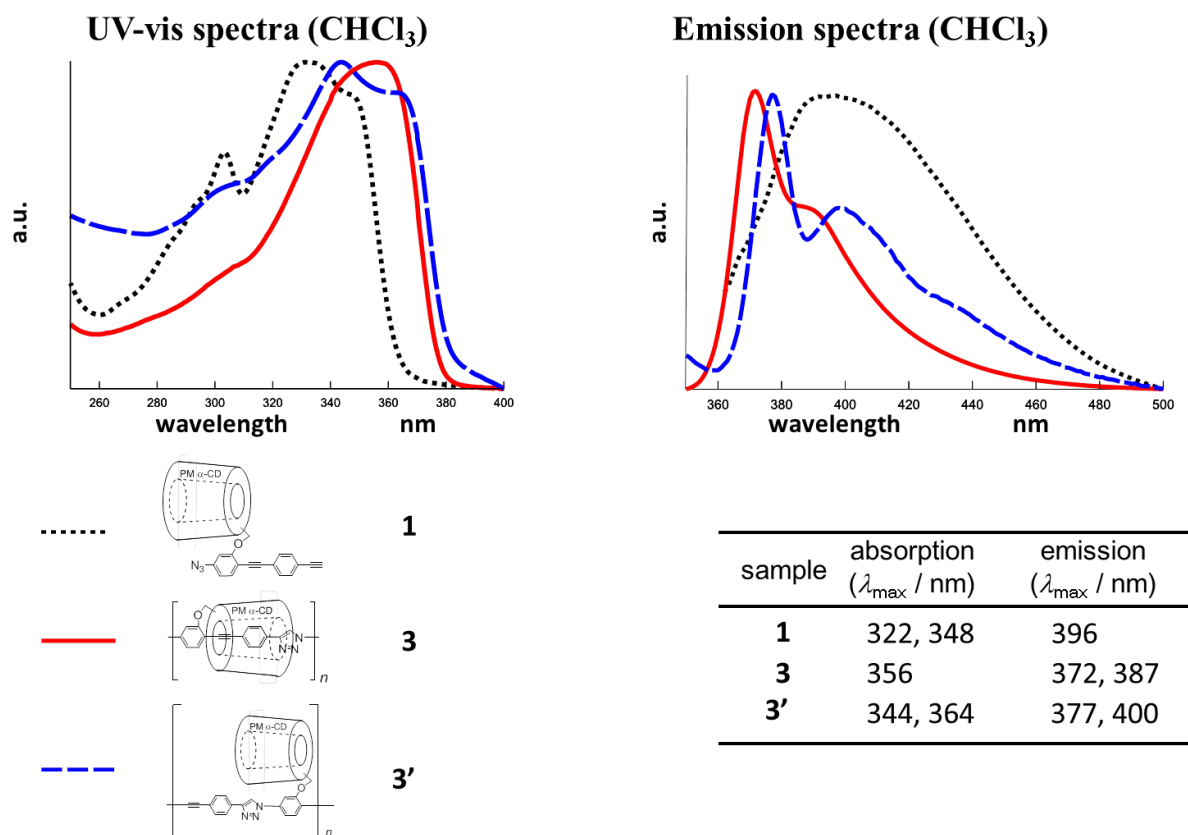 UV-vis spectra (CHCl₃)
Emission spectra (CHCl₃)
a.u.
260 280 300 320 340 360 380 400
wavelength nm
a.u.
360 380 400 420 440 460 480 500
wavelength nm
PM α-CD
O
N₃
1
PM α-CD
O
N
N=N
n
3
PM α-CD
O
N
N=N
n
3’
sample absorption (λmax / nm) emission (λmax / nm)
1 322, 348 396
3 356 372, 387
3’ 344, 364 377, 400